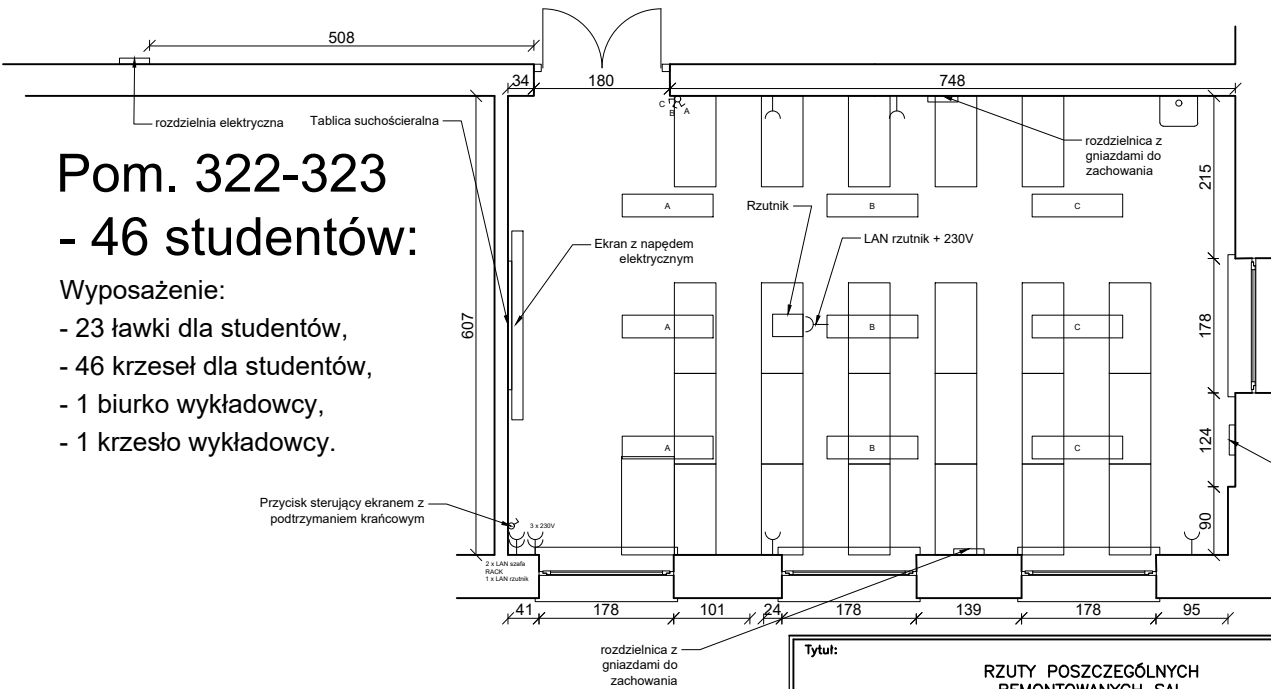 508
34
180
748
rozdzielnia elektryczna
Tablica suchościeralna
C
B
A
rozdzielnica z
gniazdami do
zachowania
Pom. 322-323
- 46 studentów:
Wyposażenie:
- 23 ławki dla studentów,
- 46 krzeseł dla studentów,
- 1 biurko wykładowcy,
- 1 krzesło wykładowcy.
607
215
A
B
C
Rzutnik
LAN rzutnik + 230V
Ekran z napędem
elektrycznym
A
B
C
178
A
B
C
124
90
Przycisk sterujący ekranem z
podtrzymaniem krańcowym
3 x 230V
2 x LAN szafa
RACK
1 x LAN rzutnik
41
178
101
24
178
139
178
95
rozdzielnica z
gniazdami do
zachowania
Tytuł:
RZUTY POSZCZEGÓLNYCH
REMONTOWANYCH SAL